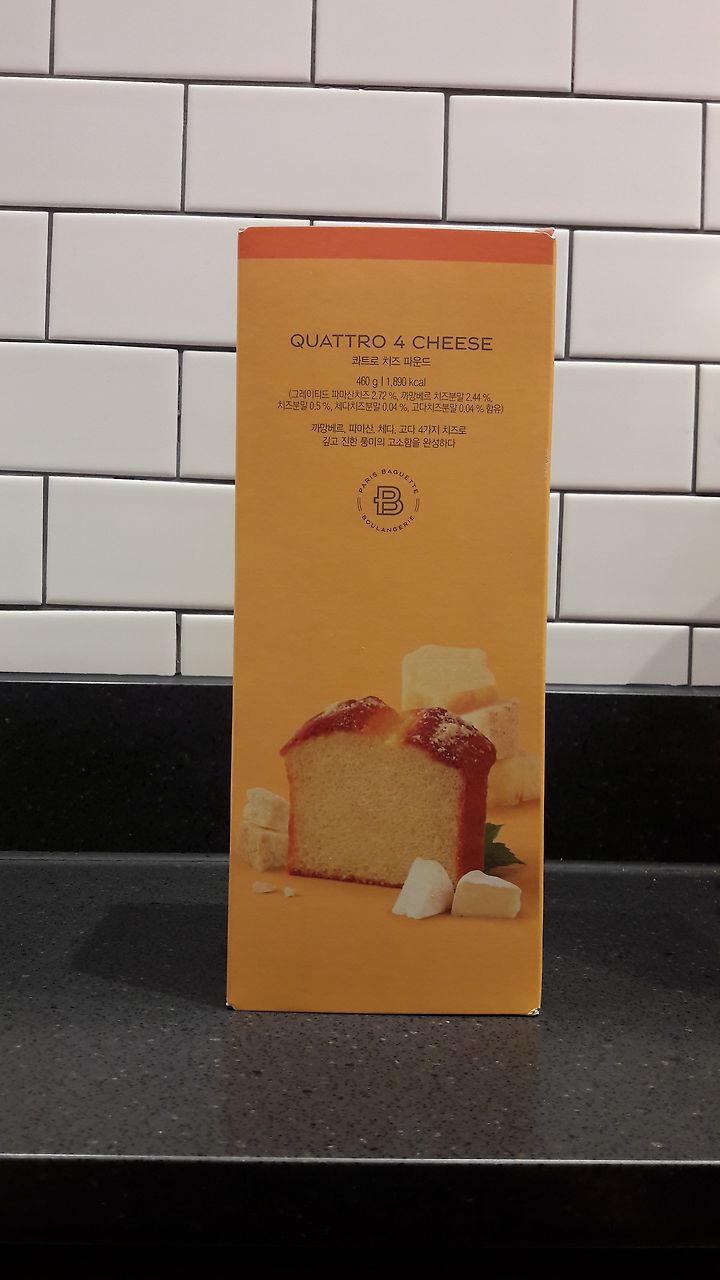 QUATTRO 4 CHEESE
콰트로 치즈 파운드
460 g | 1,890 kcal
(그레이티드 파마산치즈 2.72 %, 까망베르 치즈분말 2.44 %,
치즈분말 0.5 %, 체다치즈분말 0.04 %, 고다치즈분말 0.04 % 함유)
까망베르, 파마산, 체다, 고다 4가지 치즈로
깊고 진한 풍미의 고소함을 완성하다
PARIS BAGUETTE
B
BOULANGERIE